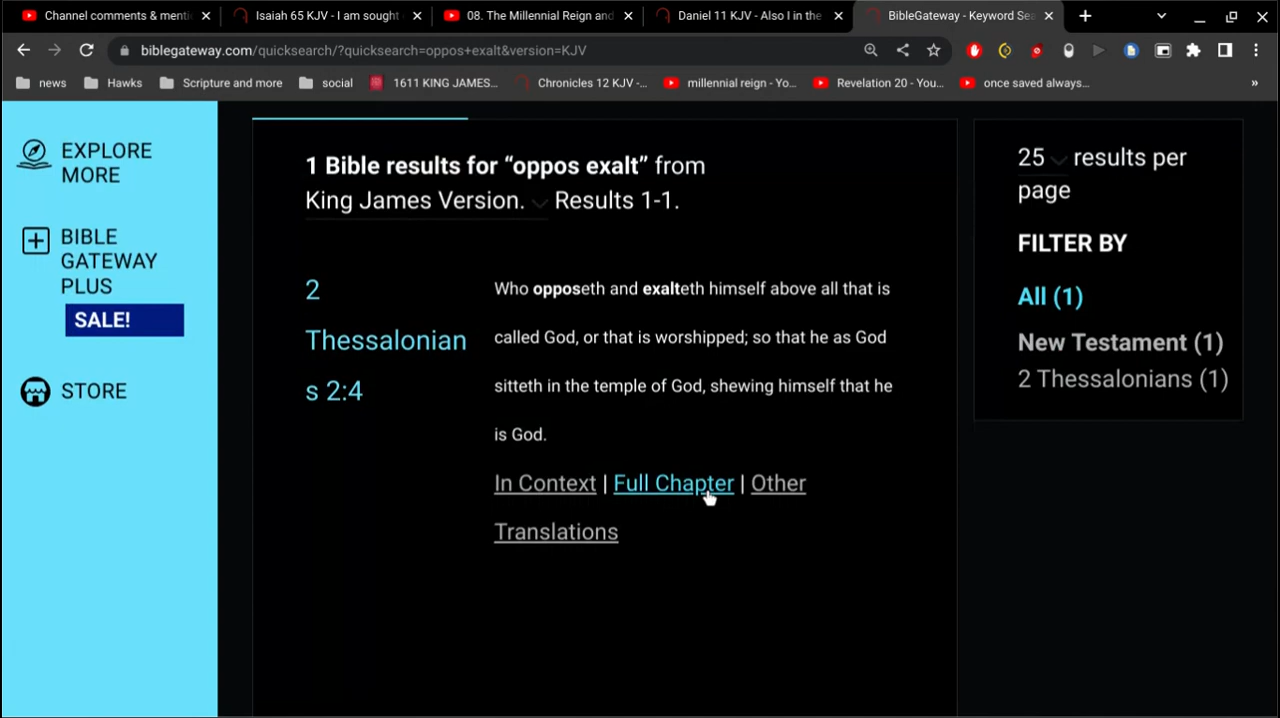 Channel comments & menti
Isaiah 65 KJV - I am sought
08. The Millennial Reign and
Daniel 11 KJV - Also I in the
BibleGateway - Keyword Sea
biblegateway.com/quicksearch/?quicksearch=oppos+exalt&version=KJV
news
Hawks
Scripture and more
social
1611 KING JAMES...
Chronicles 12 KJV -...
millennial reign - Yo...
Revelation 20 - You...
once saved always...
»
EXPLORE
MORE
BIBLE
GATEWAY
PLUS
SALE!
STORE
1 Bible results for “oppos exalt” from
King James Version. Results 1-1.
2
Thessalonian
s 2:4
Who opposeth and exalteth himself above all that is
called God, or that is worshipped; so that he as God
sitteth in the temple of God, shewing himself that he
is God.
In Context | Full Chapter | Other
Translations
25 results per
page
FILTER BY
All (1)
New Testament (1)
2 Thessalonians (1)